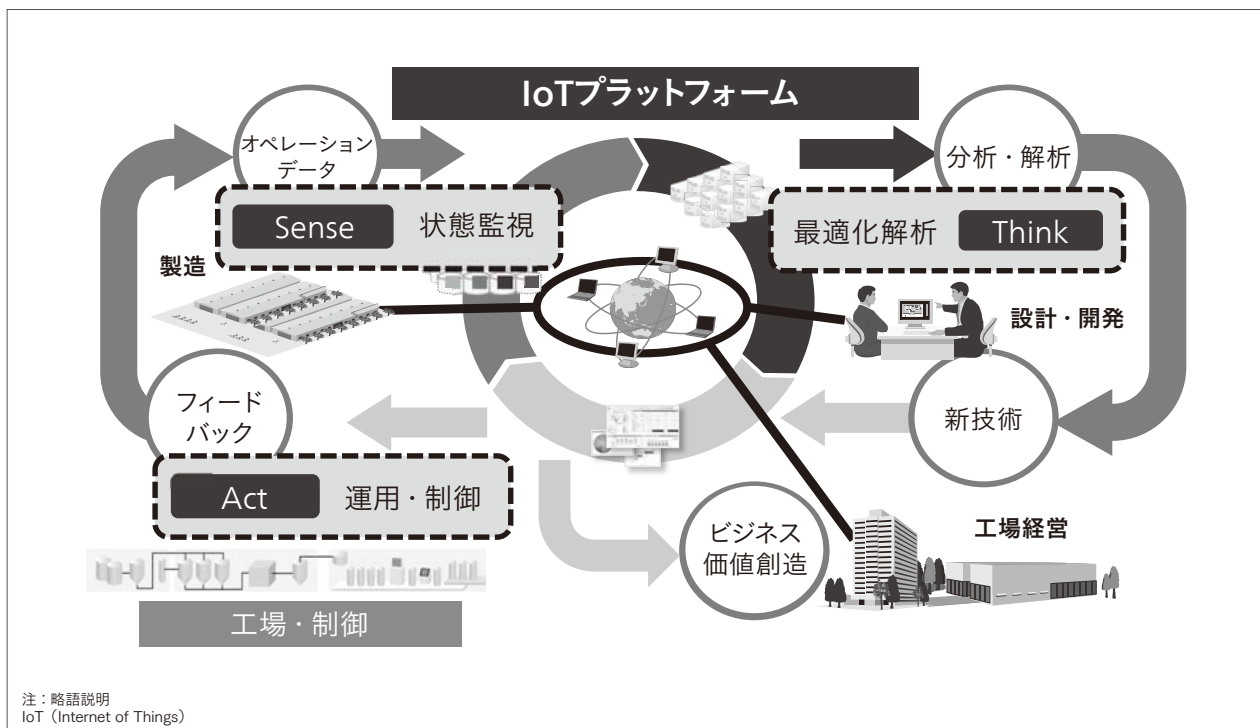 IoTプラットフォーム
オペレーション
データ
分析・解析
Sense 状態監視
最適化解析 Think
製造
設計・開発
フィード
バック
新技術
Act 運用・制御
ビジネス
価値創造
工場経営
工場・制御
注：略語説明
IoT（Internet of Things）